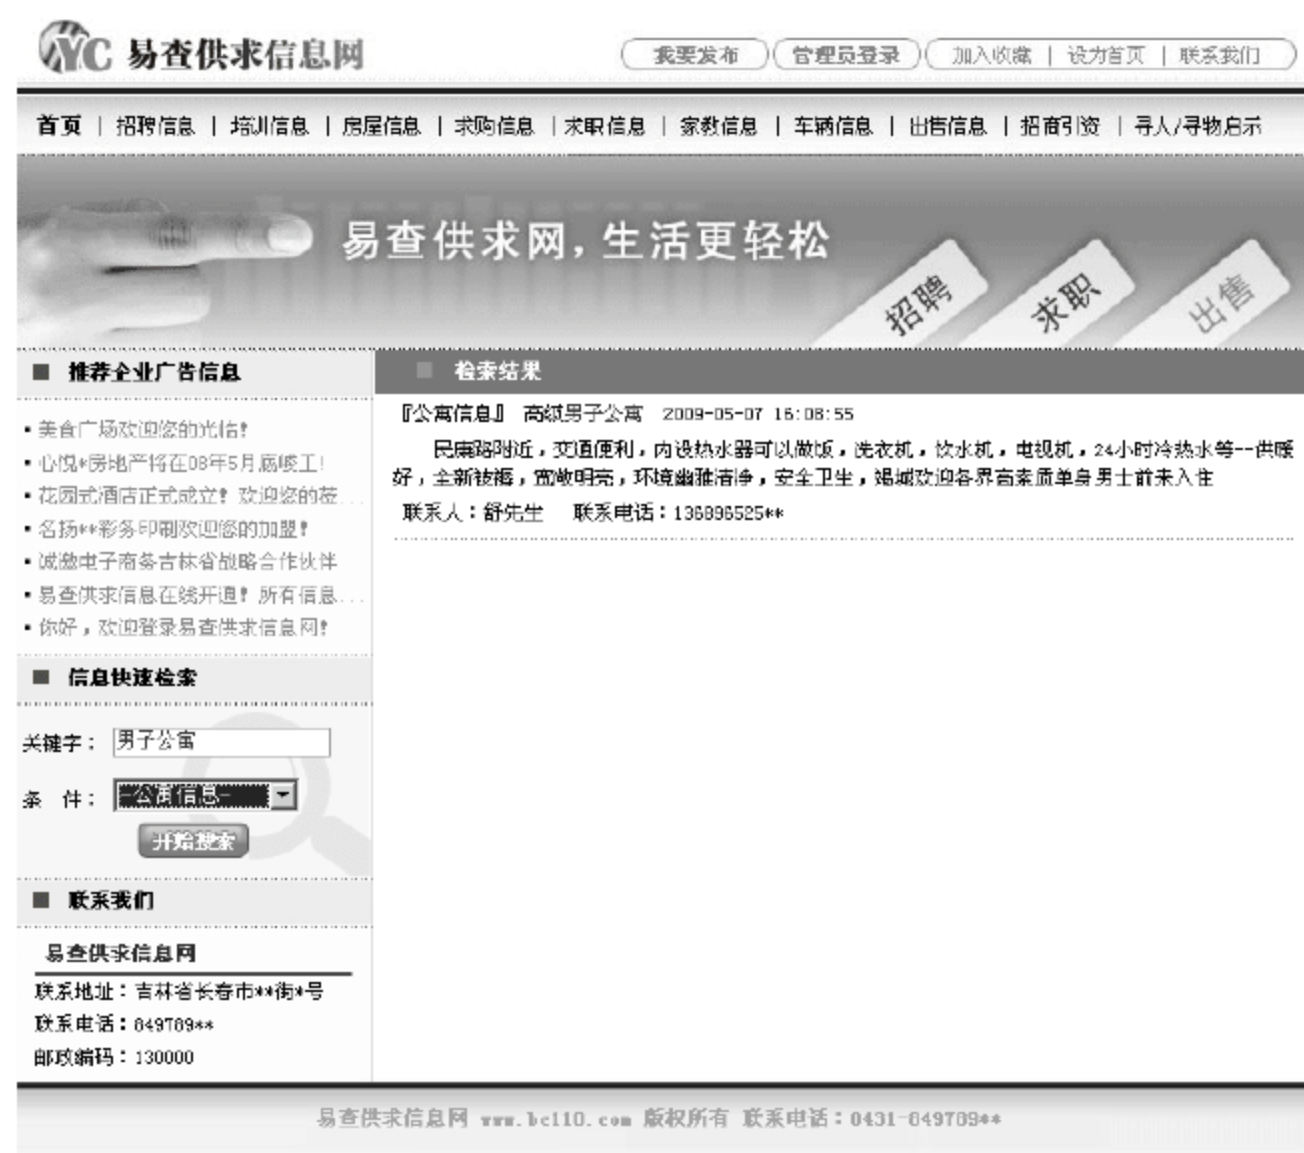 YC 易查供求信息网
我要发布 管理员登录 加入收藏 | 设为首页 | 联系我们
首页 | 招聘信息 | 培训信息 | 房屋信息 | 求购信息 | 求职信息 | 家教信息 | 车辆信息 | 出售信息 | 招商引资 | 寻人/寻物启示
易查供求网，生活更轻松
招聘 求职 出售
推荐企业广告信息
美食广场欢迎您的光临!
心悦*房地产将在08年5月底竣工!
花园式酒店正式成立! 欢迎您的莅...
名扬**彩务印刷欢迎您的加盟!
诚邀电子商务吉林省战略合作伙伴
易查供求信息在线开通! 所有信息...
你好，欢迎登录易查供求信息网!
信息快速检索
关键字： 男子公寓
条 件： -公寓信息-
开始搜索
联系我们
易查供求信息网
联系地址：吉林省长春市**街*号
联系电话：849789**
邮政编码：130000
检索结果
『公寓信息』 高级男子公寓 2009-05-07 16:08:55
民康路附近，交通便利，内设热水器可以做饭，洗衣机，饮水机，电视机，24小时冷热水等--供暖
好，全新被褥，宽敞明亮，环境幽雅洁净，安全卫生，竭城欢迎各界高素质单身男士前来入住
联系人：舒先生 联系电话：136896525**
易查供求信息网 www.bc110.com 版权所有 联系电话：0431-849789**